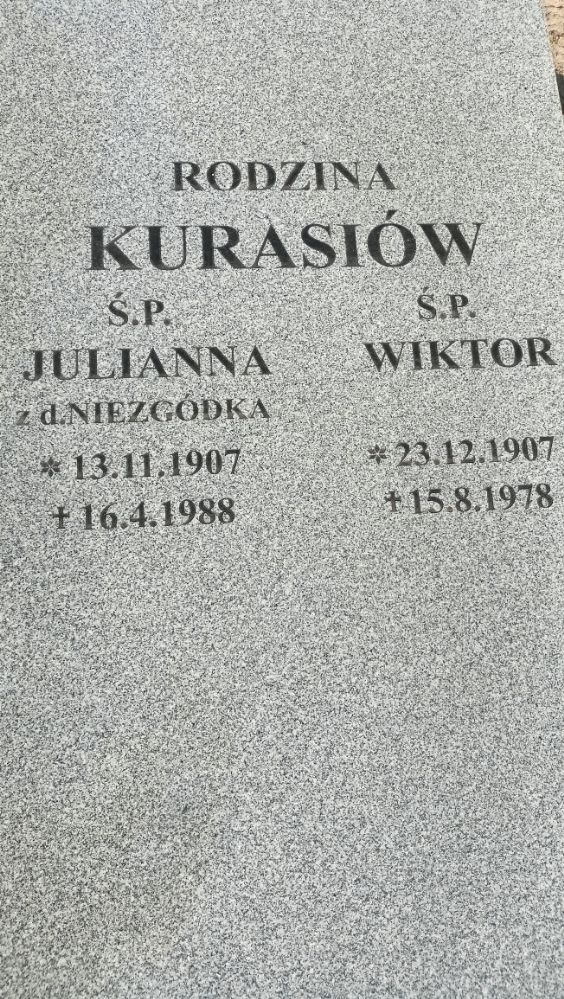 RODZINA
KURASIÓW
Ś.P.
JULIANNA
z d.NIEZGÓDKA
✲ 13.11.1907
✝ 16.4.1988
Ś.P.
WIKTOR
✲ 23.12.1907
✝ 15.8.1978